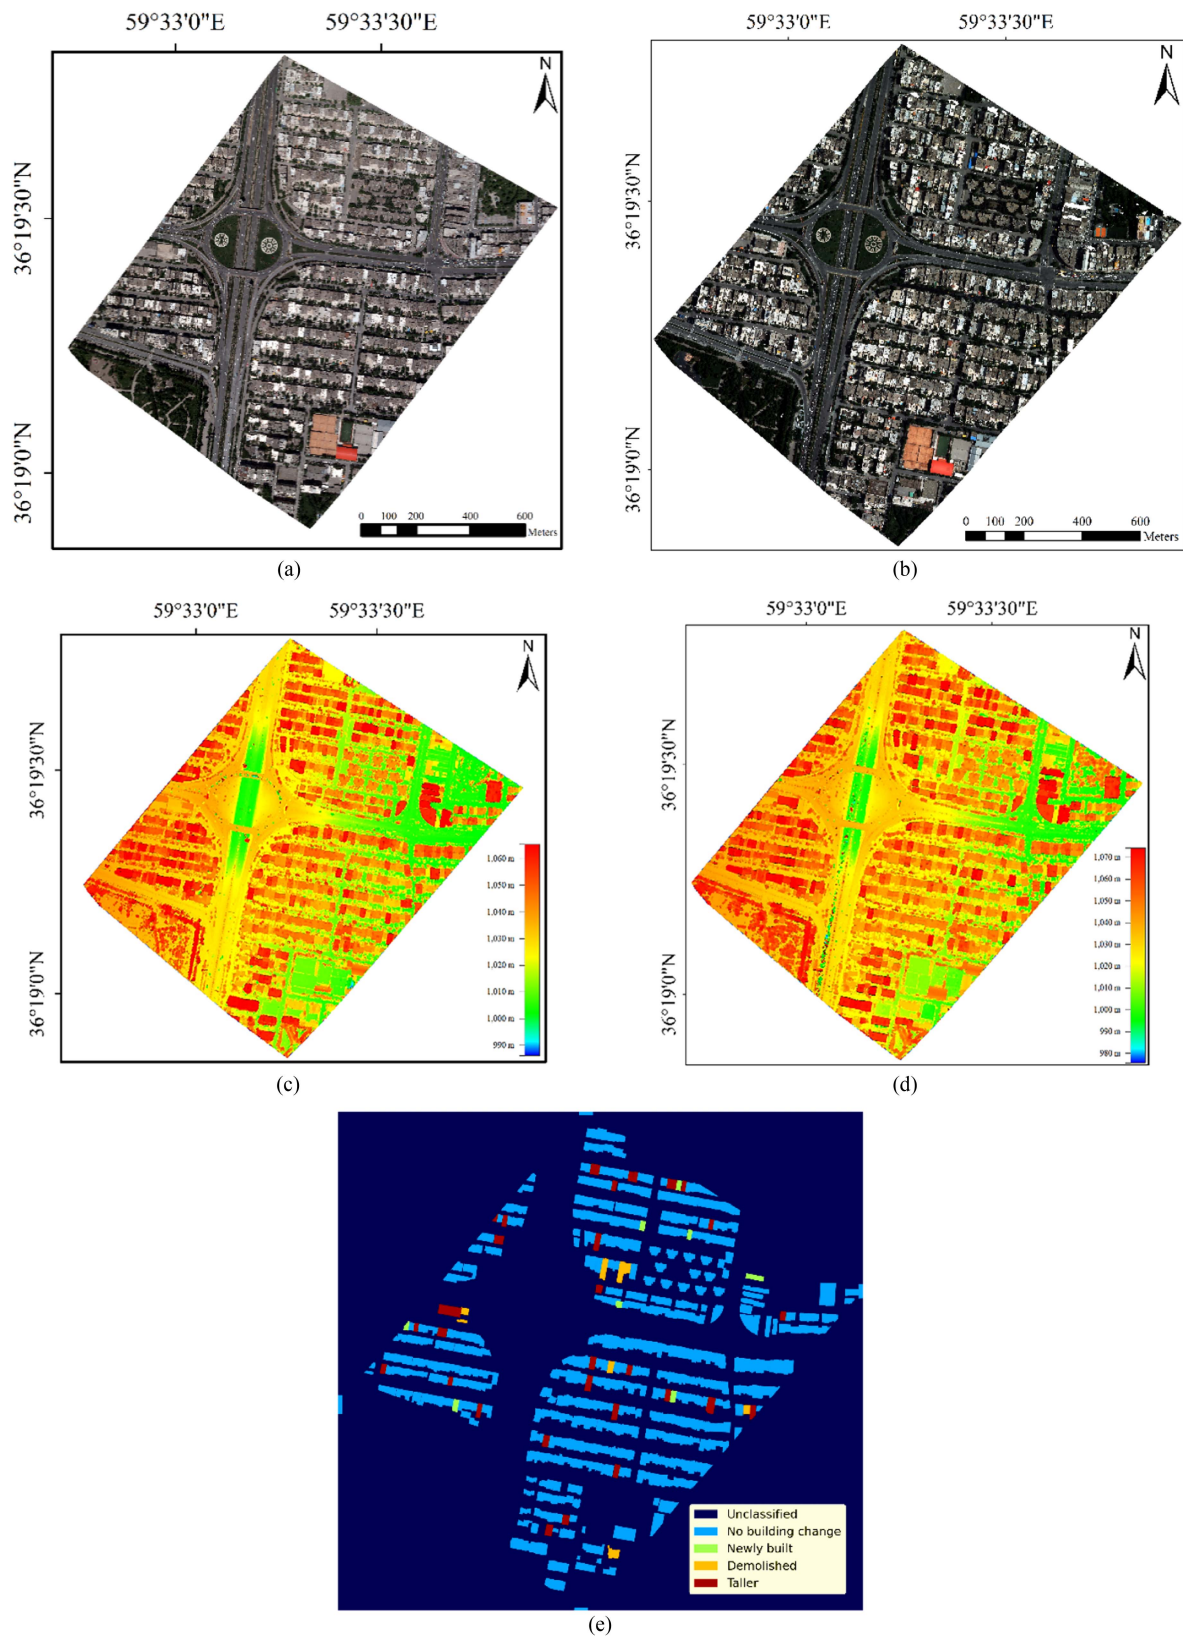 59°33'0"E 59°33'30"E
59°33'0"E 59°33'30"E
N
N
36°19'30"N
36°19'0"N
36°19'30"N
36°19'0"N
0 100 200 400 600
Meters
0 100 200 400 600
Meters
(a)
(b)
59°33'0"E 59°33'30"E
59°33'0"E 59°33'30"E
N
N
36°19'30"N
36°19'0"N
36°19'30"N
36°19'0"N
1,060 m
1,050 m
1,040 m
1,030 m
1,020 m
1,010 m
1,000 m
990 m
1,070 m
1,060 m
1,050 m
1,040 m
1,030 m
1,020 m
1,010 m
1,000 m
990 m
980 m
(c)
(d)
Unclassified
No building change
Newly built
Demolished
Taller
(e)